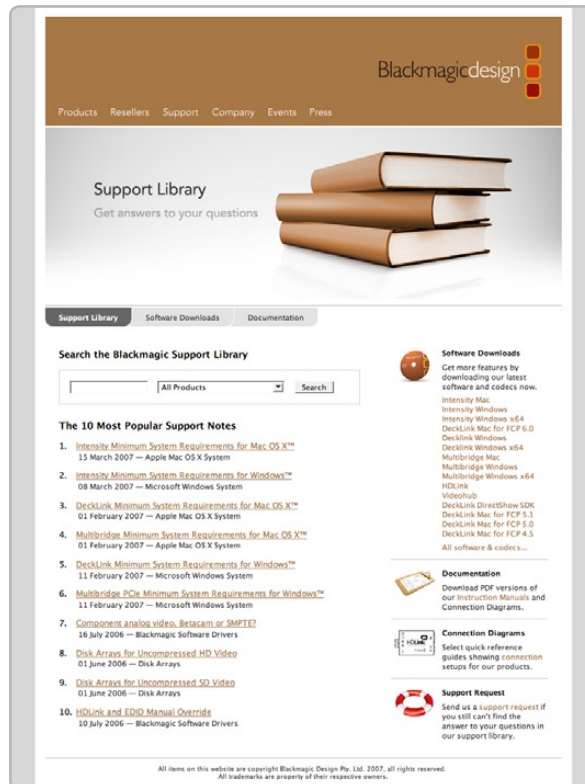 Blackmagicdesign
Products Resellers Support Company Events Press
Support Library
Get answers to your questions
Support Library Software Downloads Documentation
Search the Blackmagic Support Library
All Products Search
The 10 Most Popular Support Notes
1. Intensity Minimum System Requirements for Mac OS X™
15 March 2007 — Apple Mac OS X System
2. Intensity Minimum System Requirements for Windows™
08 March 2007 — Microsoft Windows System
3. DeckLink Minimum System Requirements for Mac OS X™
01 February 2007 — Apple Mac OS X System
4. Multibridge Minimum System Requirements for Mac OS X™
01 February 2007 — Apple Mac OS X System
5. DeckLink Minimum System Requirements for Windows™
11 February 2007 — Microsoft Windows System
6. Multibridge PCIe Minimum System Requirements for Windows™
11 February 2007 — Microsoft Windows System
7. Component analog video. Betacam or SMPTE?
16 July 2006 — Blackmagic Software Drivers
8. Disk Arrays for Uncompressed HD Video
01 June 2006 — Disk Arrays
9. Disk Arrays for Uncompressed SD Video
01 June 2006 — Disk Arrays
10. HDLink and EDID Manual Override
10 July 2006 — Blackmagic Software Drivers
Software Downloads
Get more features by
downloading our latest
software and codecs now.
Intensity Mac
Intensity Windows
Intensity Windows x64
DeckLink Mac for FCP 6.0
DeckLink Windows
DeckLink Windows x64
Multibridge Mac
Multibridge Windows
Multibridge Windows x64
HDLink
Videohub
DeckLink DirectShow SDK
DeckLink Mac for FCP 5.1
DeckLink Mac for FCP 5.0
DeckLink Mac for FCP 4.5
All software & codecs...
Documentation
Download PDF versions of
our Instruction Manuals and
Connection Diagrams.
HDLink
Connection Diagrams
Select quick reference
guides showing connection
setups for our products.
Support Request
Send us a support request if
you still can't find the
answer to your questions in
our support library.
All items on this website are copyright Blackmagic Design Pty. Ltd. 2007, all rights reserved.
All trademarks are property of their respective owners.